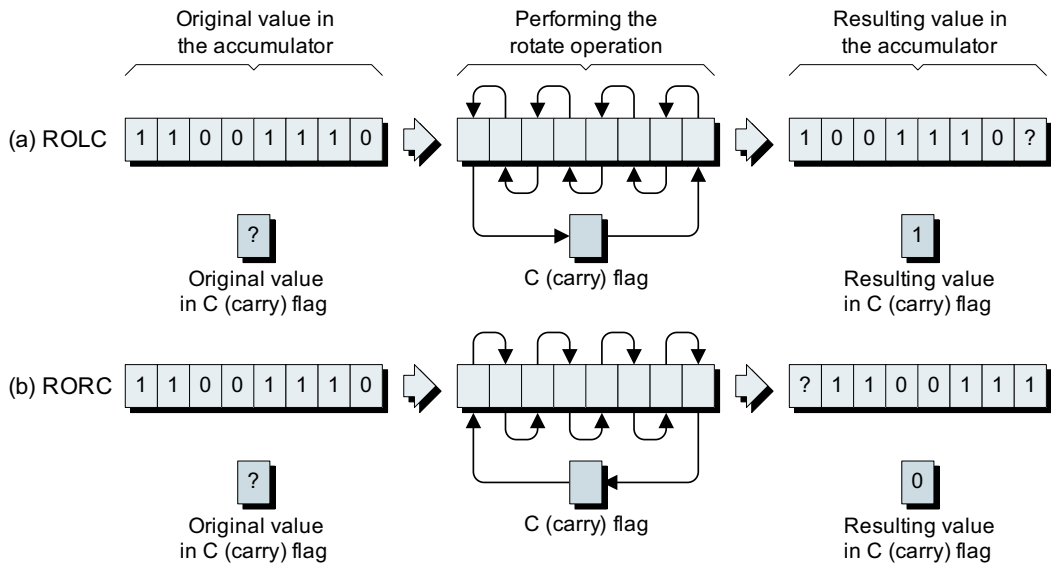 Original value in
the accumulator
Performing the
rotate operation
Resulting value in
the accumulator
(a) ROLC
1 1 0 0 1 1 1 0
1 0 0 1 1 1 0 ?
?
1
Original value
in C (carry) flag
C (carry) flag
Resulting value
in C (carry) flag
(b) RORC
1 1 0 0 1 1 1 0
? 1 1 0 0 1 1 1
?
0
Original value
in C (carry) flag
C (carry) flag
Resulting value
in C (carry) flag